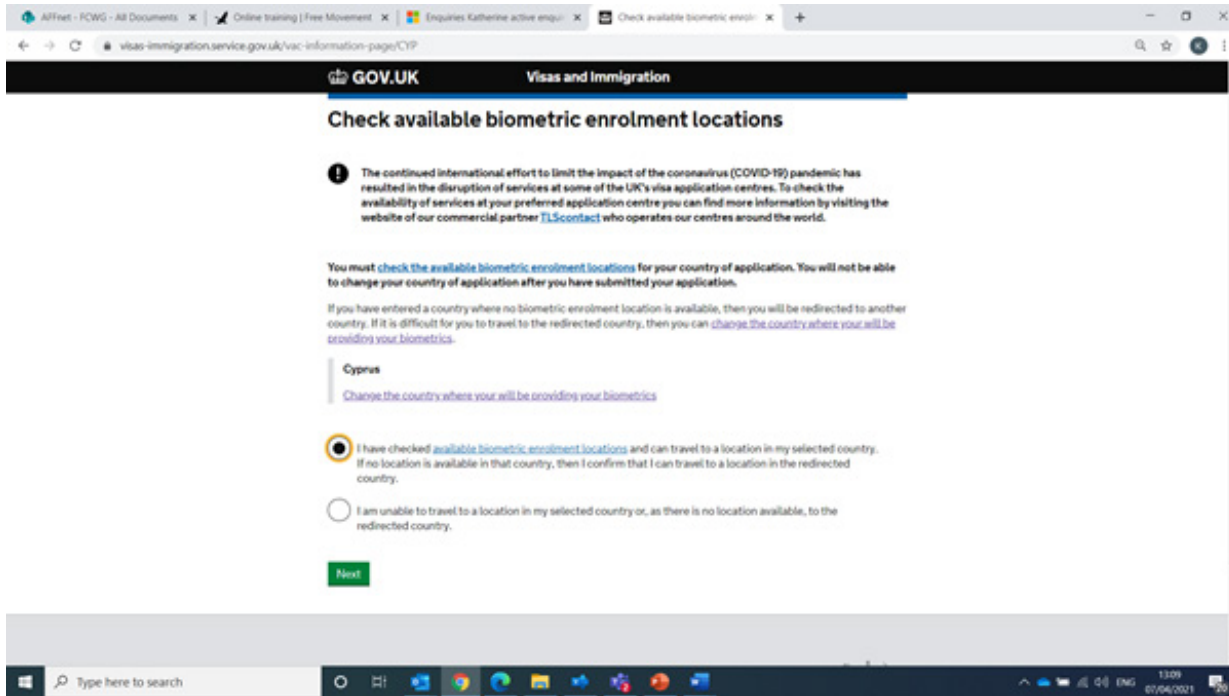 AFFnet - FCWG - All Documents
Online training | Free Movement
Enquiries Katherine active enqui
Check available biometric enrol
visas-immigration.service.gov.uk/vac-information-page/CYP
K
GOV.UK
Visas and Immigration
Check available biometric enrolment locations
The continued international effort to limit the impact of the coronavirus (COVID-19) pandemic has
resulted in the disruption of services at some of the UK's visa application centres. To check the
availability of services at your preferred application centre you can find more information by visiting the
website of our commercial partner TLScontact who operates our centres around the world.
You must check the available biometric enrolment locations for your country of application. You will not be able
to change your country of application after you have submitted your application.
If you have entered a country where no biometric enrolment location is available, then you will be redirected to another
country. If it is difficult for you to travel to the redirected country, then you can change the country where your will be
providing your biometrics.
Cyprus
Change the country where your will be providing your biometrics
I have checked available biometric enrolment locations and can travel to a location in my selected country.
If no location is available in that country, then I confirm that I can travel to a location in the redirected
country.
I am unable to travel to a location in my selected country or, as there is no location available, to the
redirected country.
Next
Type here to search
ENG
13:09
07/04/2021